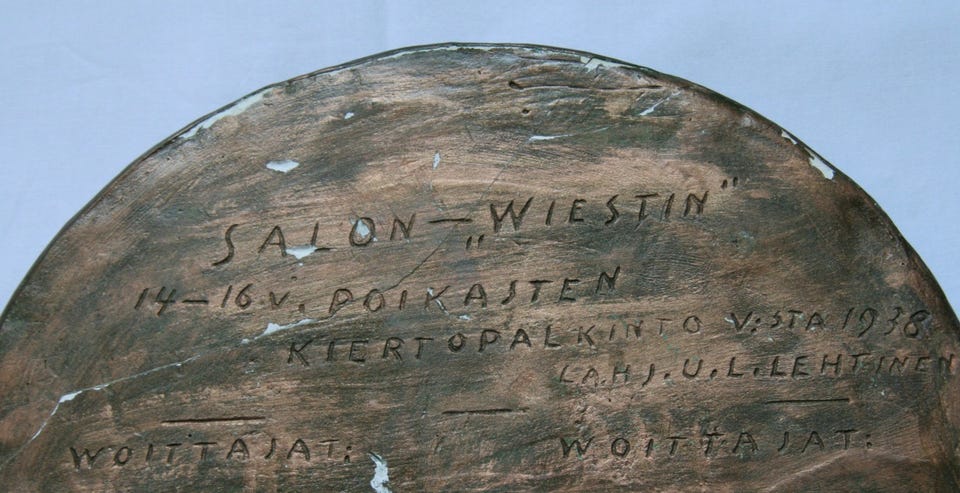 SALON – „WIESTIN"
14–16 v. POIKASTEN
KIERTOPALKINTO V:STA 1938
LAHJ. U. L. LEHTINEN
WOITTAJAT: WOITTAJAT: